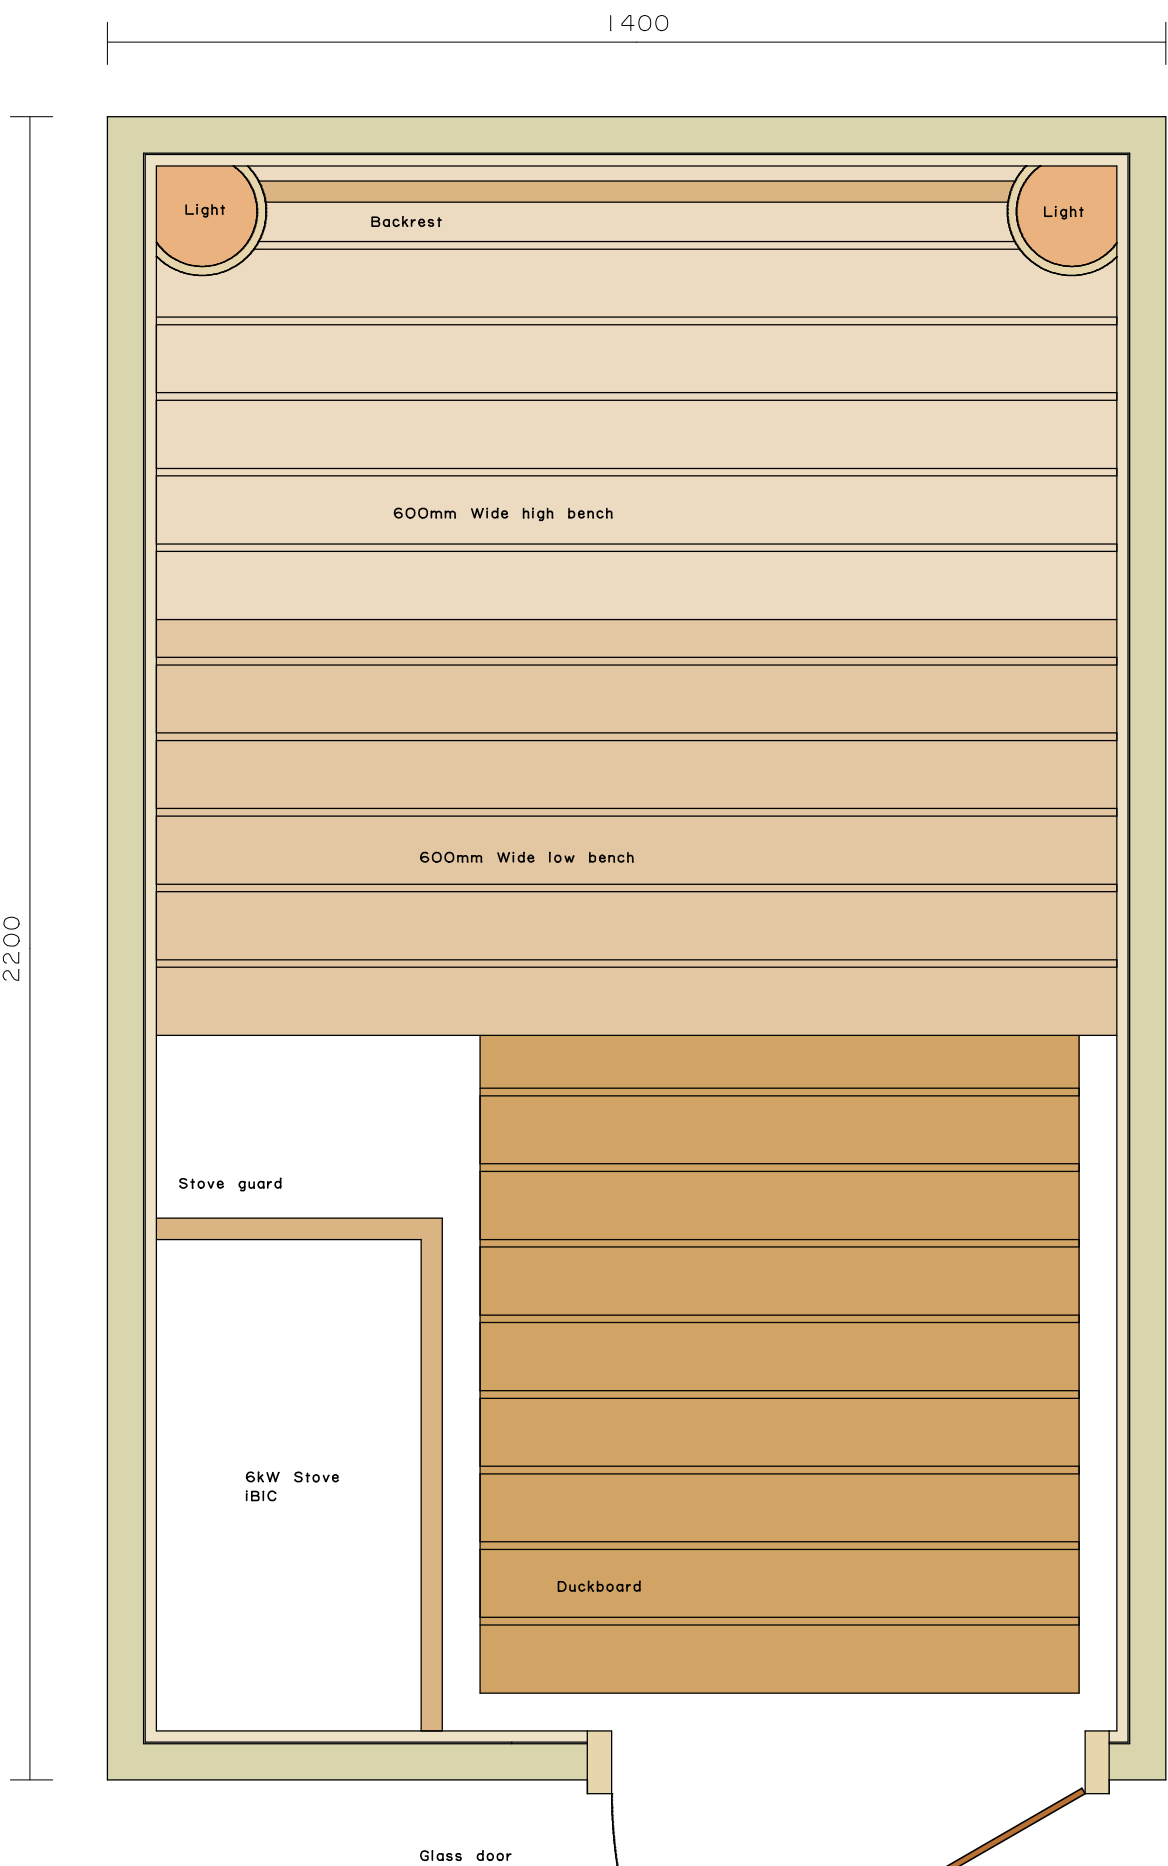 1400
Light
Light
Backrest
600mm Wide high bench
600mm Wide low bench
2200
Stove guard
6kW Stove
iBIC
Duckboard
Glass door